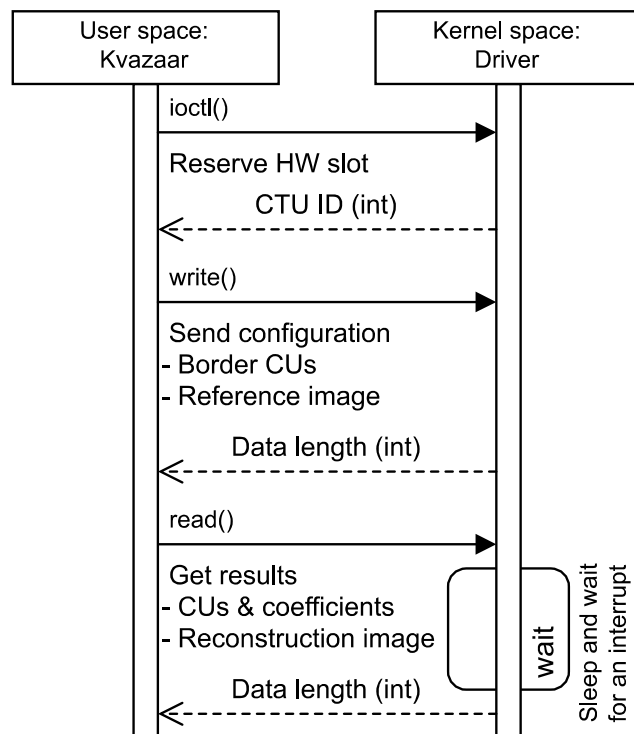 User space:
Kvazaar
Kernel space:
Driver
ioctl()
Reserve HW slot
CTU ID (int)
write()
Send configuration
- Border CUs
- Reference image
Data length (int)
read()
Get results
- CUs & coefficients
- Reconstruction image
wait
Sleep and wait
for an interrupt
Data length (int)